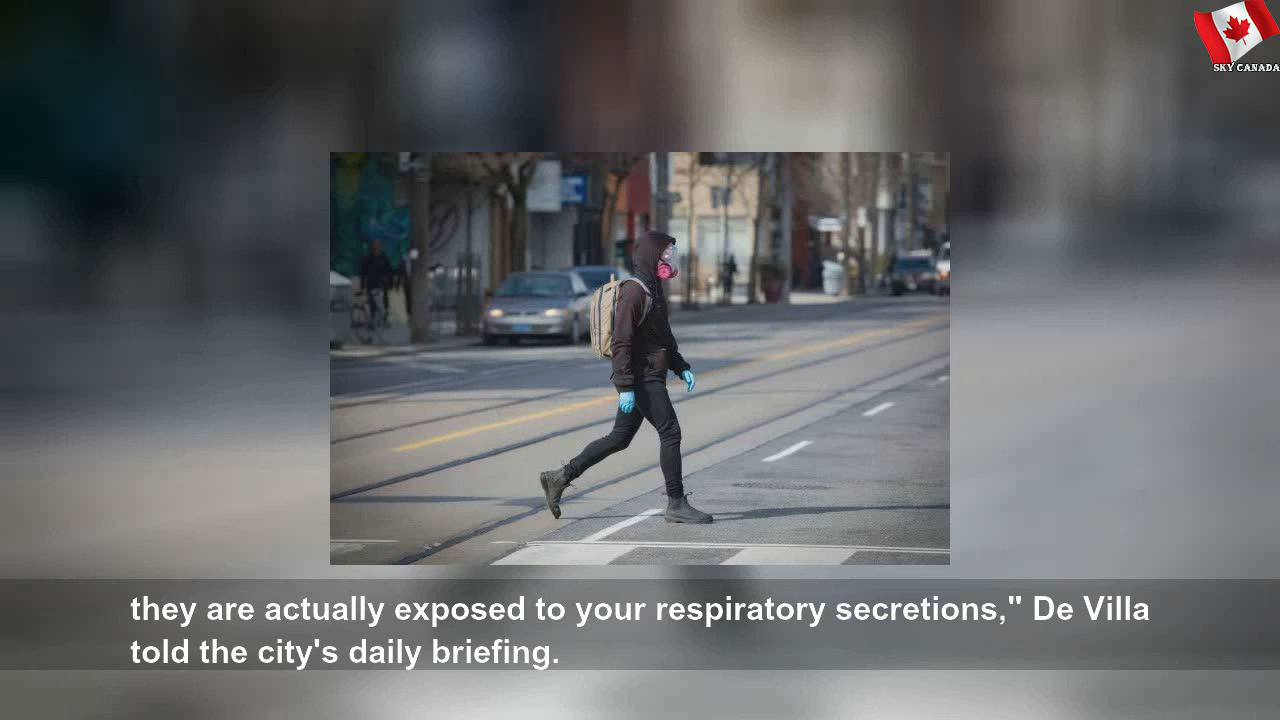 SKY CANADA
they are actually exposed to your respiratory secretions," De Villa
told the city's daily briefing.